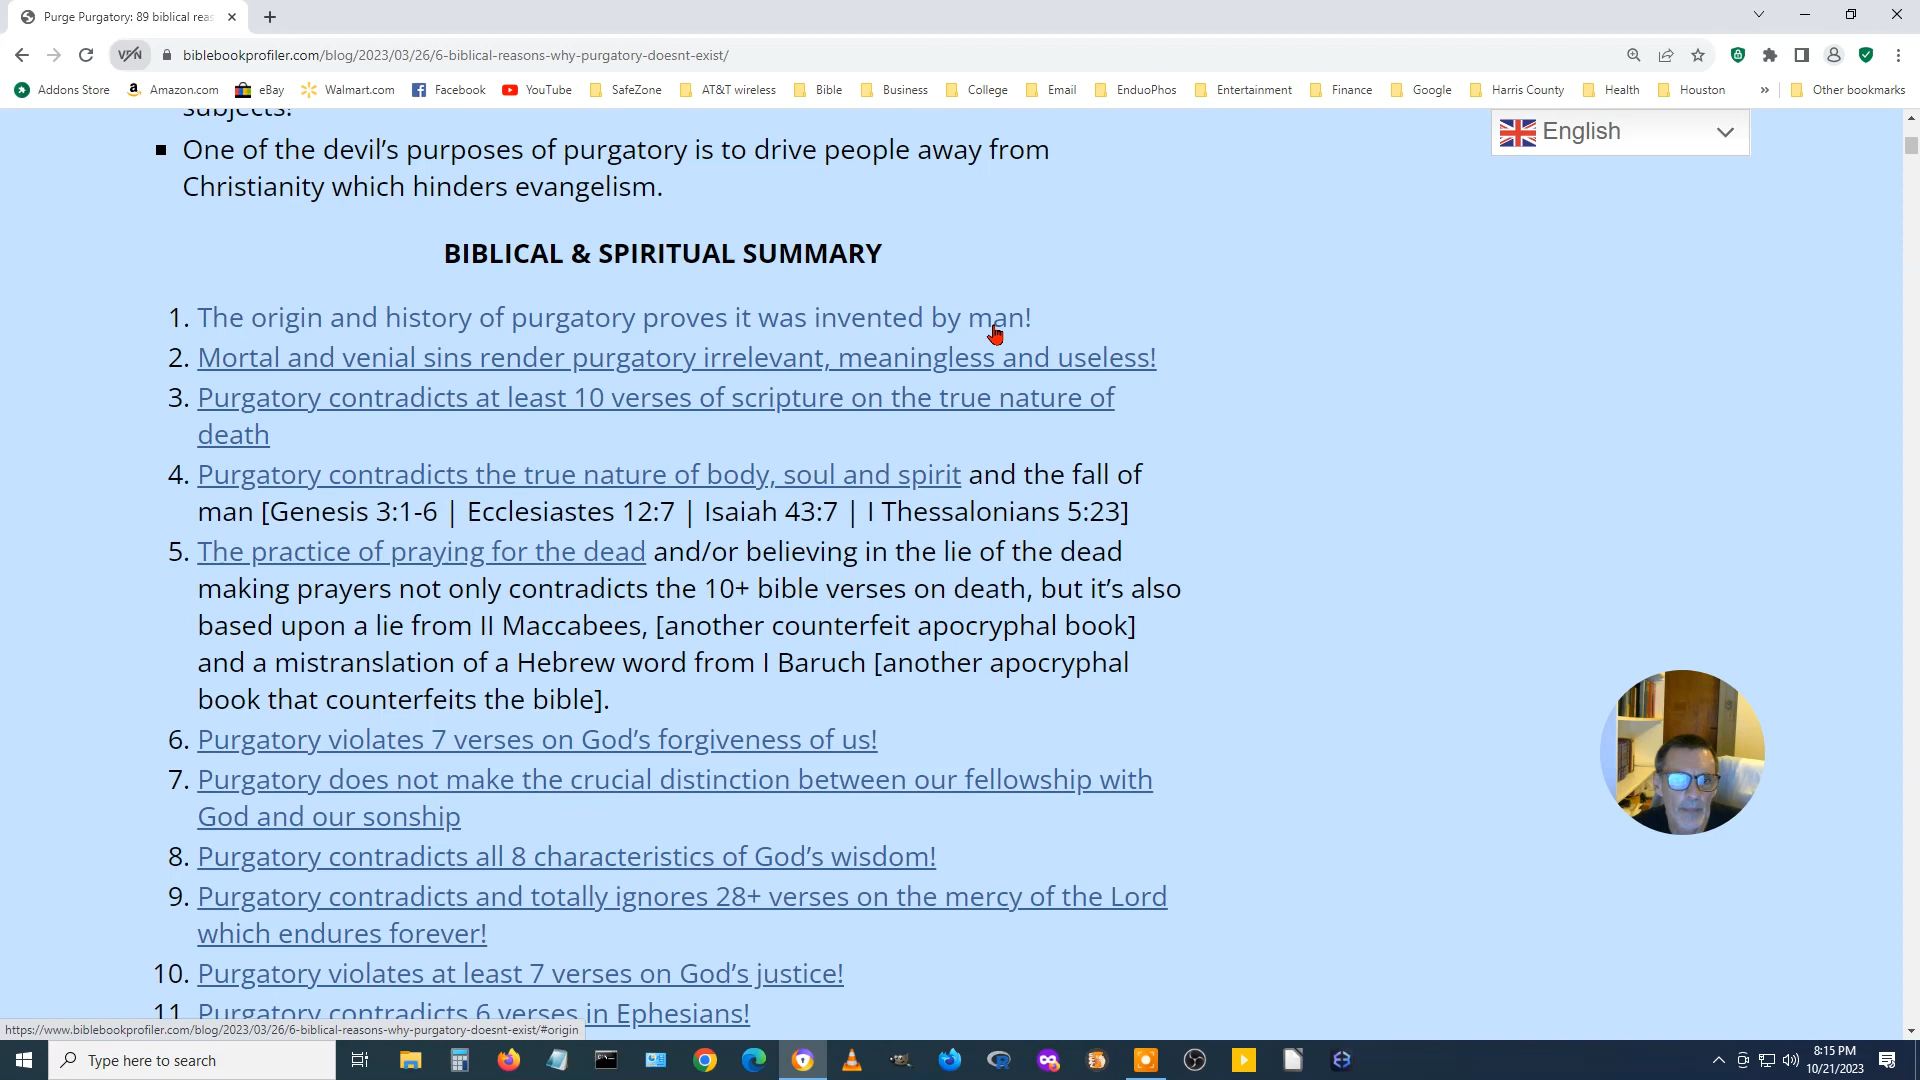 Purge Purgatory: 89 biblical reas
biblebookprofiler.com/blog/2023/03/26/6-biblical-reasons-why-purgatory-doesnt-exist/
VPN
Addons Store
Amazon.com
eBay
Walmart.com
Facebook
YouTube
SafeZone
AT&T wireless
Bible
Business
College
Email
EnduoPhos
Entertainment
Finance
Google
Harris County
Health
Houston
»
Other bookmarks
subjects!
English
▪ One of the devil’s purposes of purgatory is to drive people away from
Christianity which hinders evangelism.
BIBLICAL & SPIRITUAL SUMMARY
1. The origin and history of purgatory proves it was invented by man!
2. Mortal and venial sins render purgatory irrelevant, meaningless and useless!
3. Purgatory contradicts at least 10 verses of scripture on the true nature of
death
4. Purgatory contradicts the true nature of body, soul and spirit and the fall of
man [Genesis 3:1-6 | Ecclesiastes 12:7 | Isaiah 43:7 | I Thessalonians 5:23]
5. The practice of praying for the dead and/or believing in the lie of the dead
making prayers not only contradicts the 10+ bible verses on death, but it’s also
based upon a lie from II Maccabees, [another counterfeit apocryphal book]
and a mistranslation of a Hebrew word from I Baruch [another apocryphal
book that counterfeits the bible].
6. Purgatory violates 7 verses on God’s forgiveness of us!
7. Purgatory does not make the crucial distinction between our fellowship with
God and our sonship
8. Purgatory contradicts all 8 characteristics of God’s wisdom!
9. Purgatory contradicts and totally ignores 28+ verses on the mercy of the Lord
which endures forever!
10. Purgatory violates at least 7 verses on God’s justice!
11. Purgatory contradicts 6 verses in Ephesians!
https://www.biblebookprofiler.com/blog/2023/03/26/6-biblical-reasons-why-purgatory-doesnt-exist/#origin
Type here to search
8:15 PM
10/21/2023